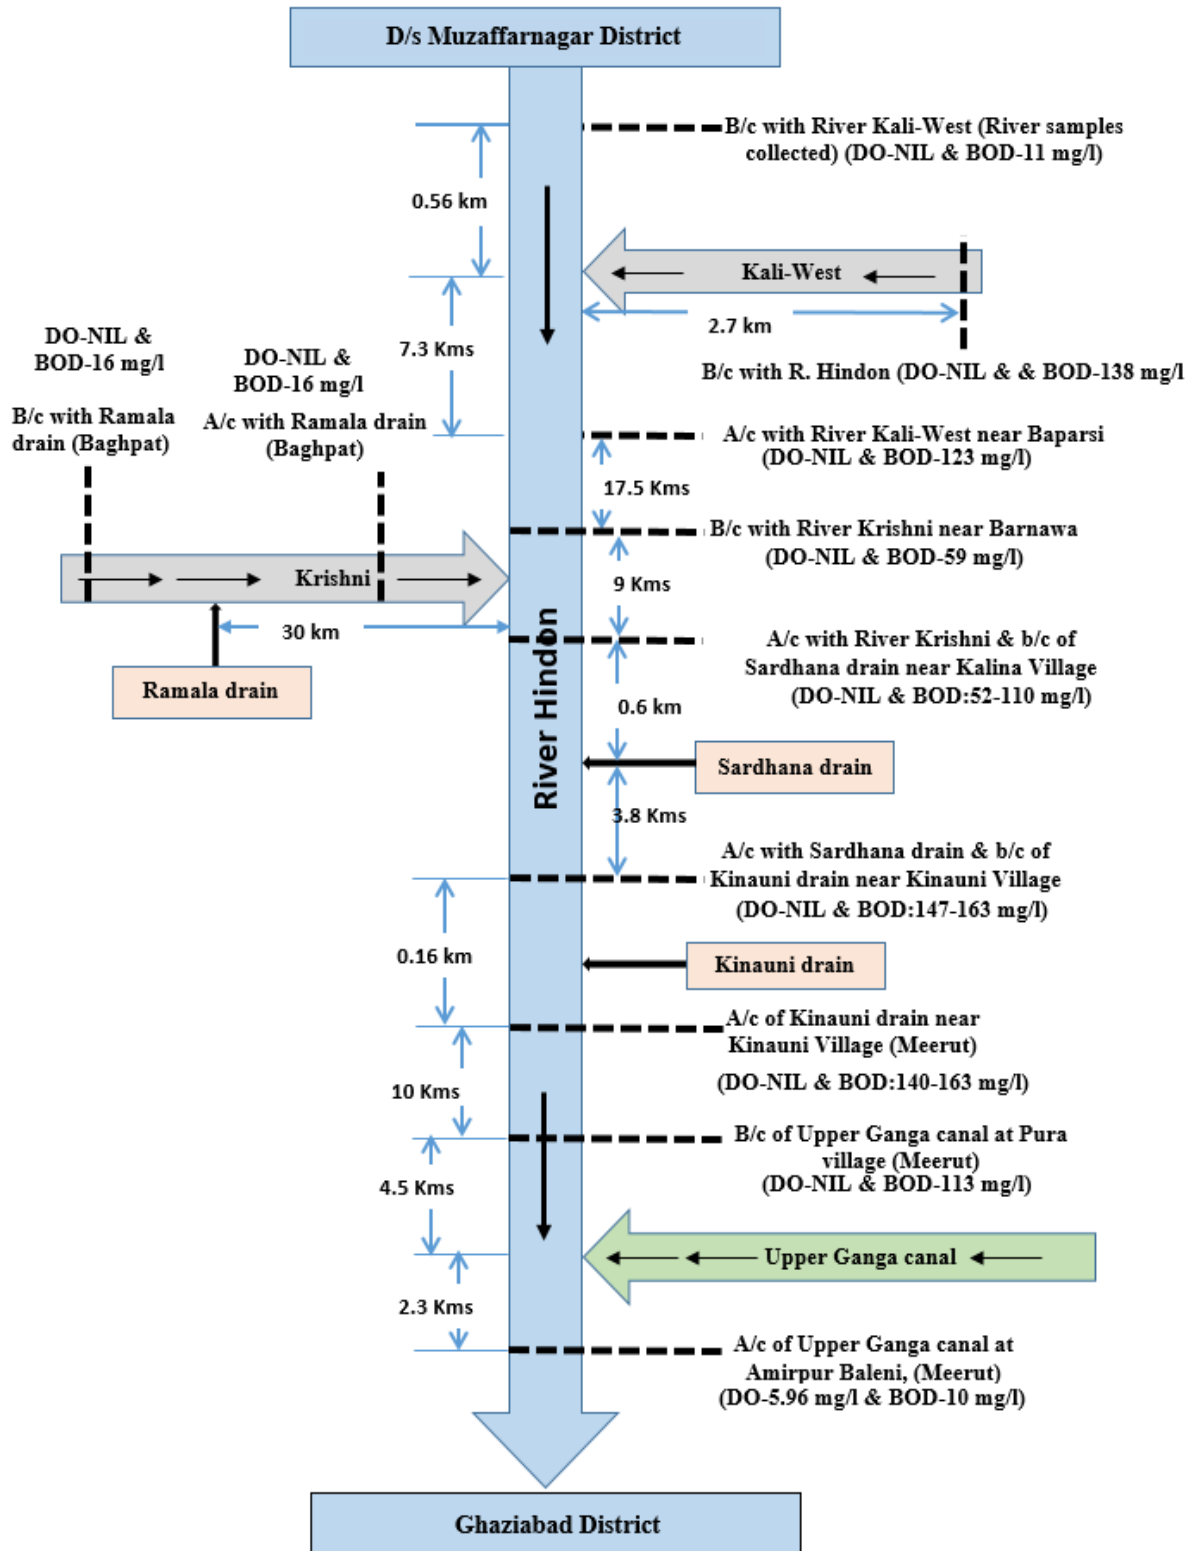 D/s Muzaffarnagar District
B/c with River Kali-West (River samples
collected) (DO-NIL & BOD-11 mg/l)
0.56 km
Kali-West
2.7 km
7.3 Kms
B/c with R. Hindon (DO-NIL & & BOD-138 mg/l
DO-NIL &
BOD-16 mg/l
DO-NIL &
BOD-16 mg/l
B/c with Ramala
drain (Baghpat)
A/c with Ramala drain
(Baghpat)
A/c with River Kali-West near Baparsi
(DO-NIL & BOD-123 mg/l)
17.5 Kms
B/c with River Krishni near Barnawa
(DO-NIL & BOD-59 mg/l)
Krishni
9 Kms
30 km
A/c with River Krishni & b/c of
Sardhana drain near Kalina Village
(DO-NIL & BOD:52-110 mg/l)
Ramala drain
0.6 km
River Hindon
Sardhana drain
3.8 Kms
A/c with Sardhana drain & b/c of
Kinauni drain near Kinauni Village
(DO-NIL & BOD:147-163 mg/l)
0.16 km
Kinauni drain
A/c of Kinauni drain near
Kinauni Village (Meerut)
(DO-NIL & BOD:140-163 mg/l)
10 Kms
B/c of Upper Ganga canal at Pura
village (Meerut)
(DO-NIL & BOD-113 mg/l)
4.5 Kms
Upper Ganga canal
2.3 Kms
A/c of Upper Ganga canal at
Amirpur Baleni, (Meerut)
(DO-5.96 mg/l & BOD-10 mg/l)
Ghaziabad District